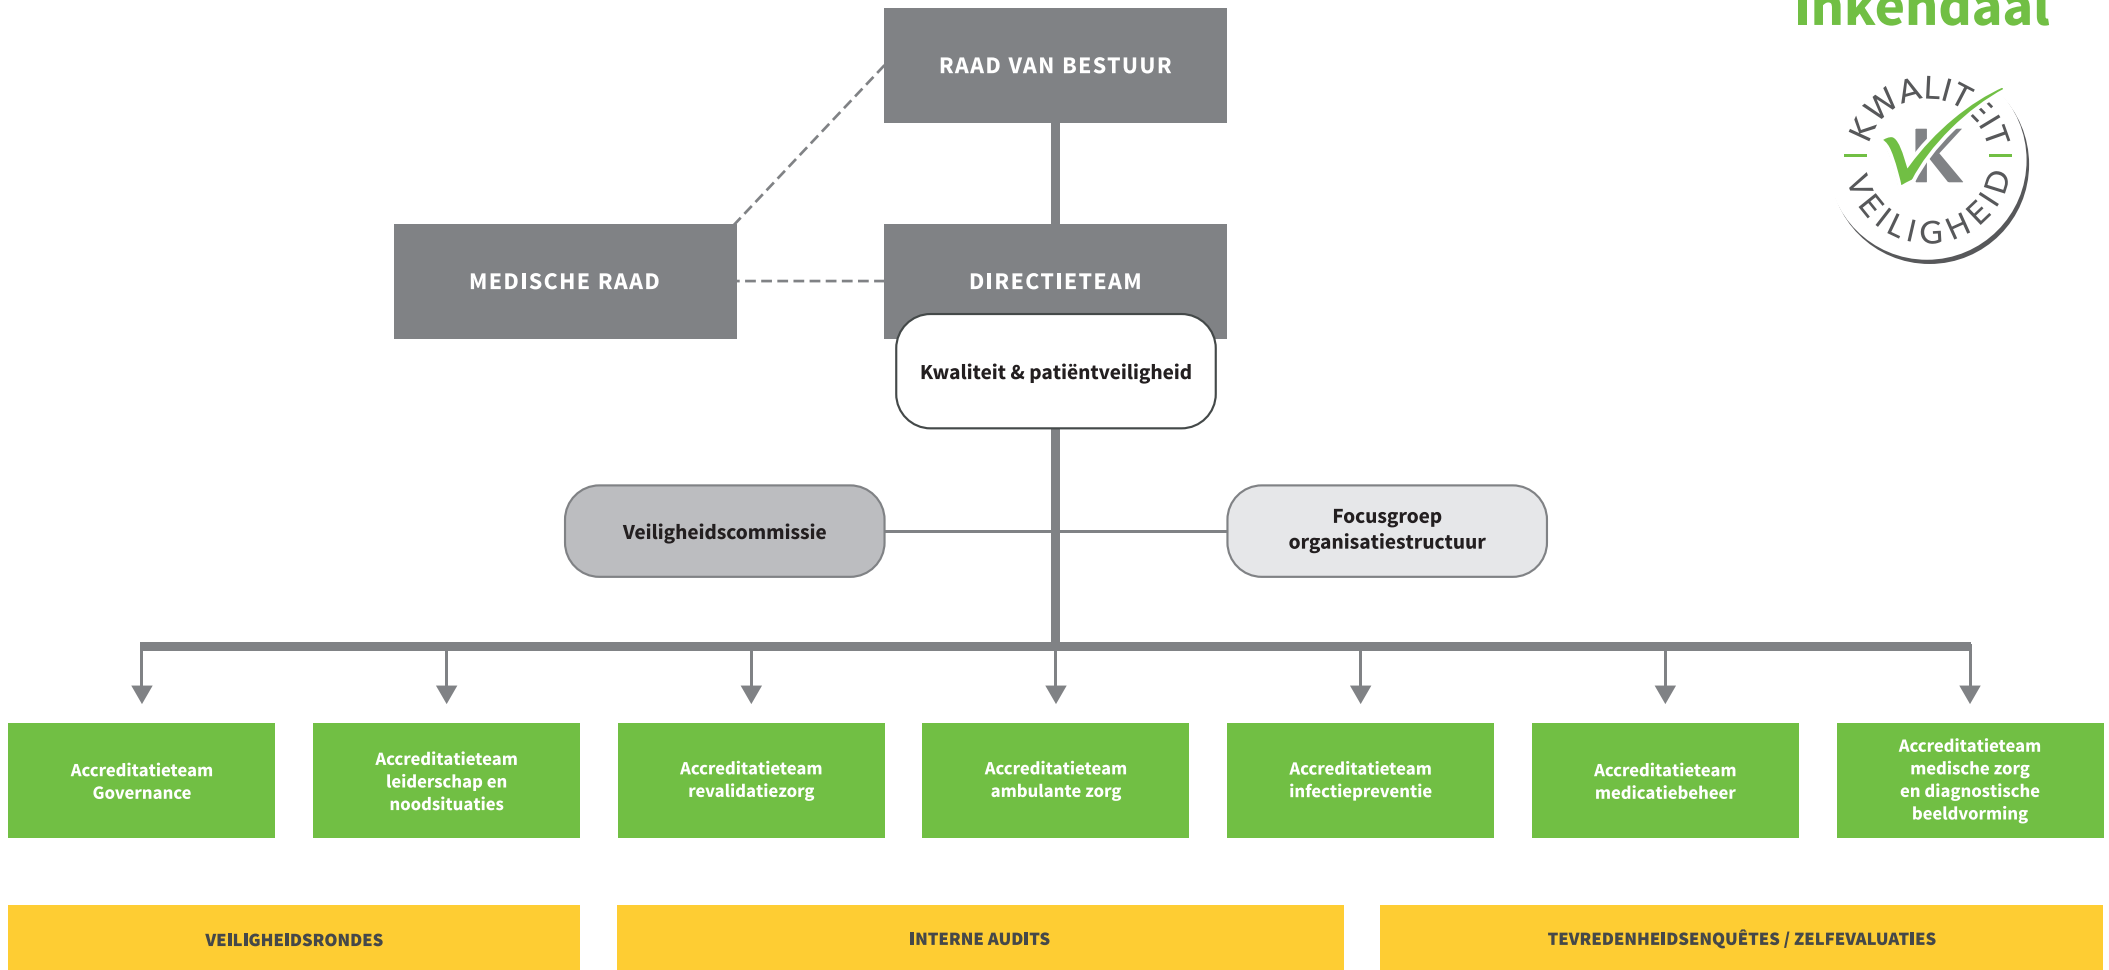 inkendaal
RAAD VAN BESTUUR
KWALITEIT
K
VEILIGHEID
MEDISCHE RAAD
DIRECTIETEAM
Kwaliteit & patiëntveiligheid
Veiligheidscommissie
Focusgroep
organisatiestructuur
Accreditatieteam
Governance
Accreditatieteam
leiderschap en
noodsituaties
Accreditatieteam
revalidatiezorg
Accreditatieteam
ambulante zorg
Accreditatieteam
infectiepreventie
Accreditatieteam
medicatiebeheer
Accreditatieteam
medische zorg
en diagnostische
beeldvorming
VEILIGHEIDSRONDES
INTERNE AUDITS
TEVREDENHEIDSENQUÊTES / ZELFEVALUATIES